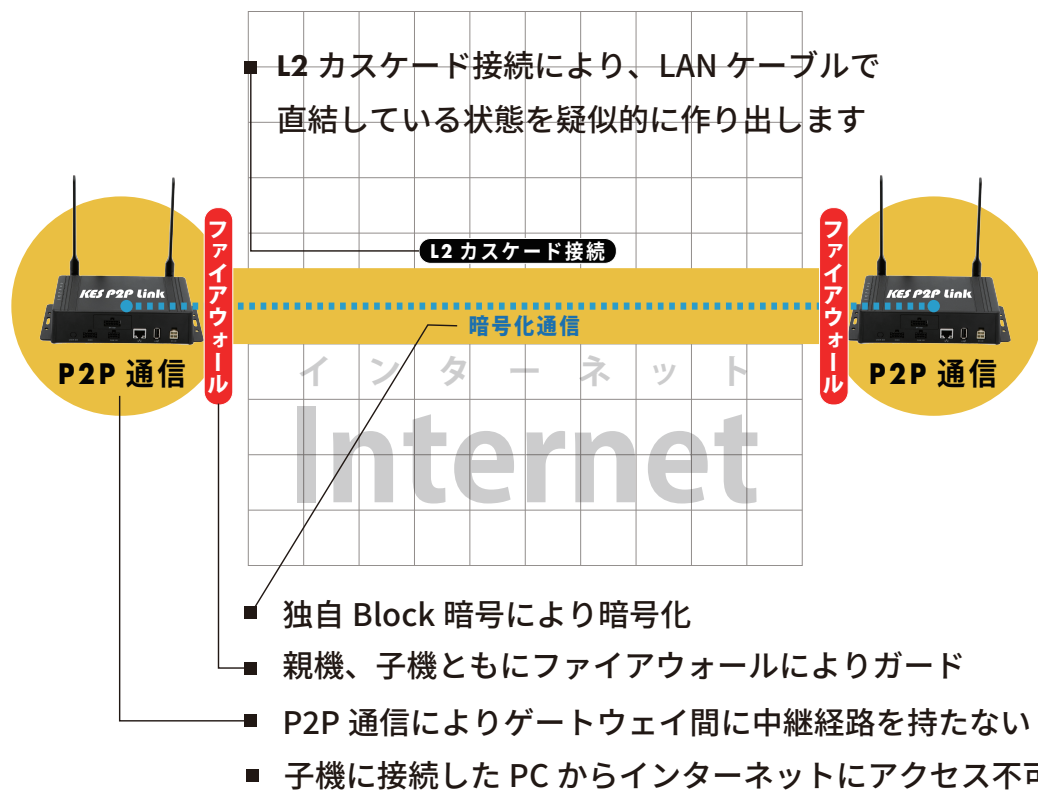 L2 カスケード接続により、LAN ケーブルで
直結している状態を疑似的に作り出します
L2 カスケード接続
ファイアウォール
ファイアウォール
KES P2P Link
KES P2P Link
暗号化通信
P2P 通信
P2P 通信
インターネット
Internet
独自 Block 暗号により暗号化
親機、子機ともにファイアウォールによりガード
P2P 通信によりゲートウェイ間に中継経路を持たない
子機に接続した PC からインターネットにアクセス不可